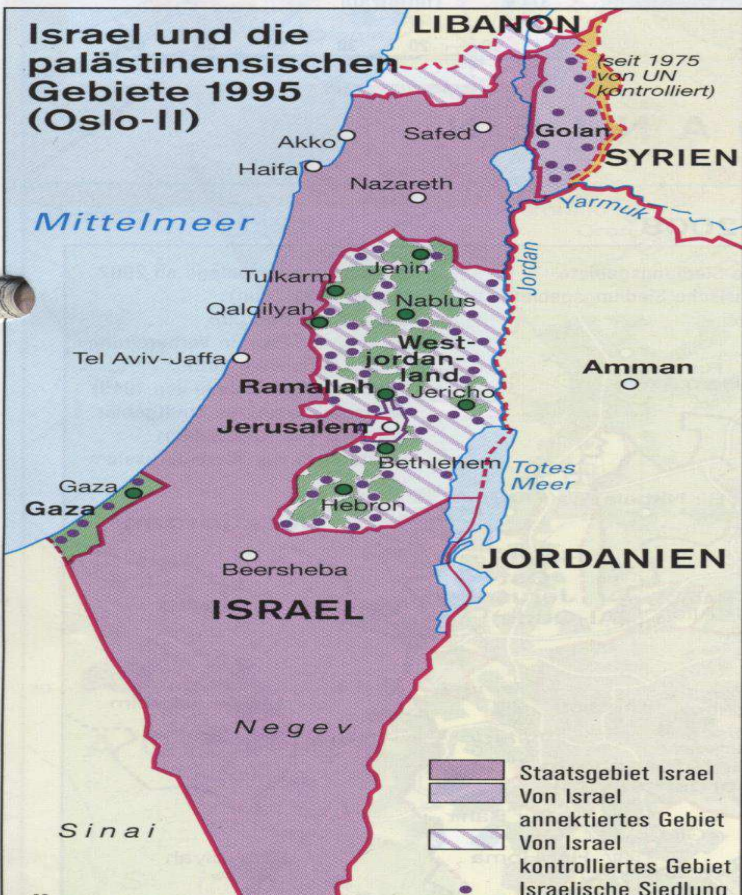 Israel und die
palästinensischen
Gebiete 1995
(Oslo-II)
LIBANON
(seit 1975
von UN
kontrolliert)
Akko
Safed
Golan
Haifa
SYRIEN
Nazareth
Yarmuk
Mittelmeer
Jordan
Jenin
Tulkarm
Nablus
Qalqilyah
West-
jordan-
land
Tel Aviv-Jaffa
Amman
Ramallah
Jericho
Jerusalem
Bethlehem
Totes
Meer
Gaza
Gaza
Hebron
Beersheba
JORDANIEN
ISRAEL
Negev
Sinai
Staatsgebiet Israel
Von Israel
annektiertes Gebiet
Von Israel
kontrolliertes Gebiet
Israelische Siedlung